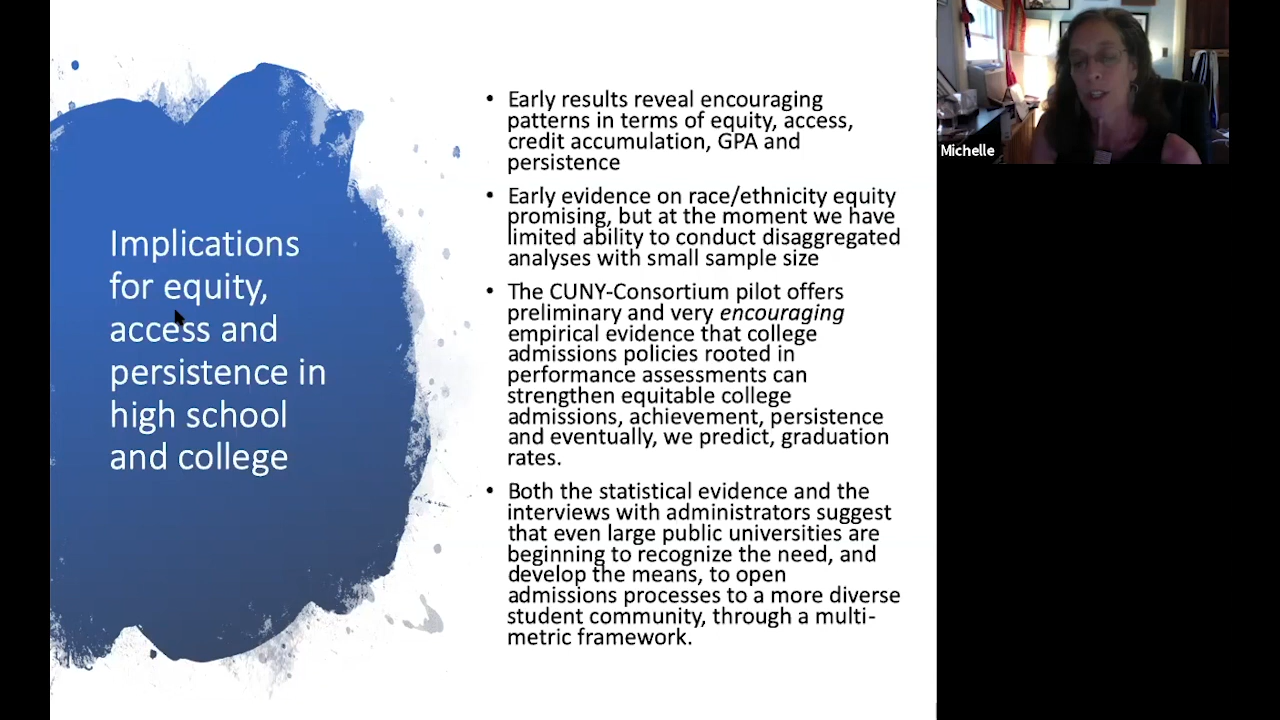 Implications
for equity,
access and
persistence in
high school
and college
• Early results reveal encouraging
patterns in terms of equity, access,
credit accumulation, GPA and
persistence
• Early evidence on race/ethnicity equity
promising, but at the moment we have
limited ability to conduct disaggregated
analyses with small sample size
• The CUNY-Consortium pilot offers
preliminary and very encouraging
empirical evidence that college
admissions policies rooted in
performance assessments can
strengthen equitable college
admissions, achievement, persistence
and eventually, we predict, graduation
rates.
• Both the statistical evidence and the
interviews with administrators suggest
that even large public universities are
beginning to recognize the need, and
develop the means, to open
admissions processes to a more diverse
student community, through a multi-
metric framework.
Michelle